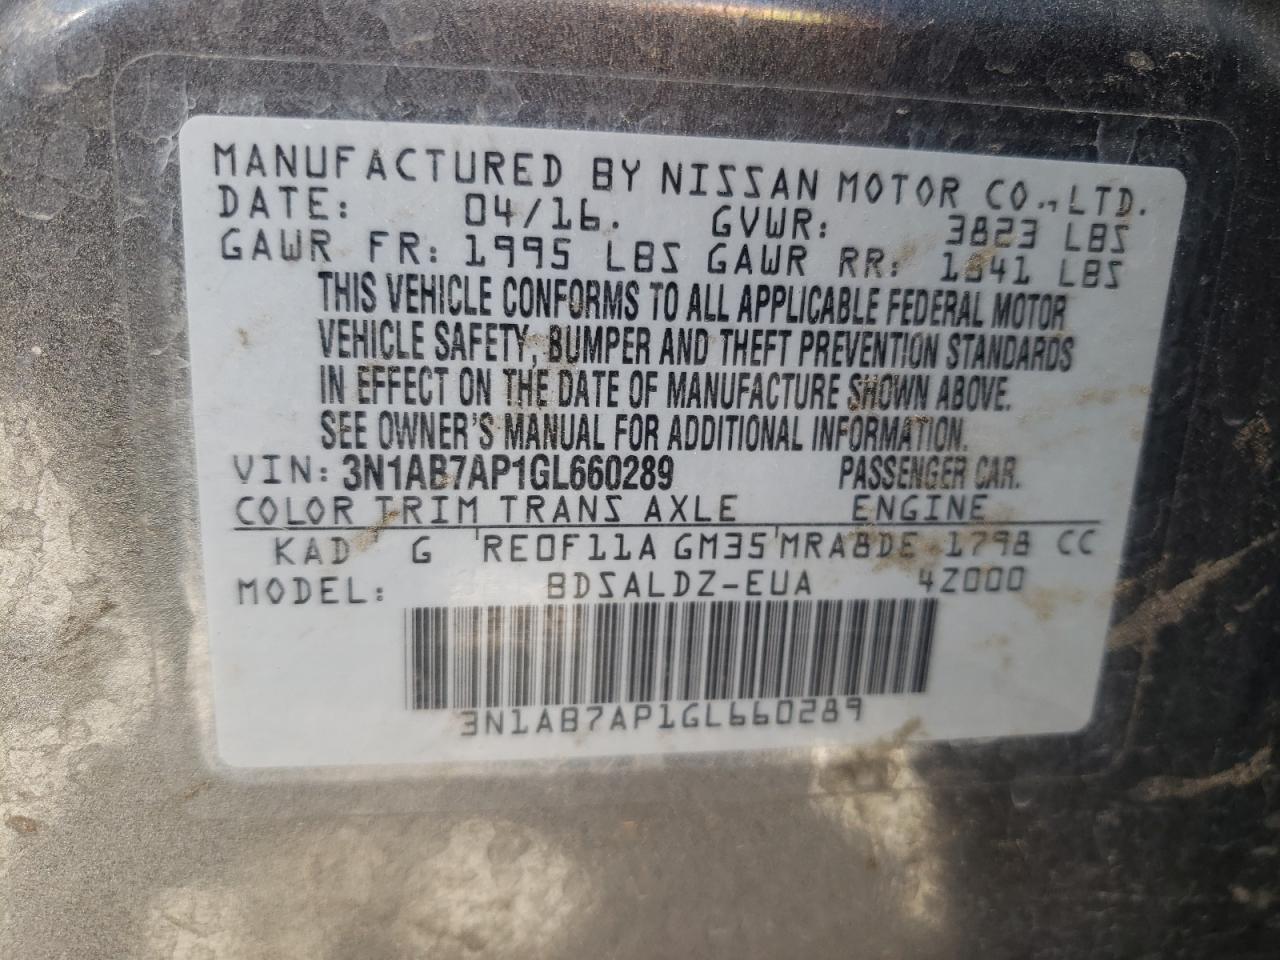 MANUFACTURED BY NISSAN MOTOR CO., LTD.
DATE: 04/16. GVWR: 3823 LBS
GAWR FR: 1995 LBS GAWR RR: LBS
THIS VEHICLE CONFORMS TO ALL APPLICABLE FEDERAL MOTOR
VEHICLE SAFETY, BUMPER AND THEFT PREVENTION STANDARDS
IN EFFECT ON THE DATE OF MANUFACTURE SHOWN ABOVE.
SEE OWNER'S MANUAL FOR ADDITIONAL INFORMATION.
VIN: 3N1AB7AP1GL660289 PASSENGER CAR.
COLOR TRIM TRANS AXLE ENGINE
KAD G RE0F11A GM35 MRA8DE 1798 CC
MODEL: BDSALDZ-EUA 4Z000
3N1AB7AP1GL660289